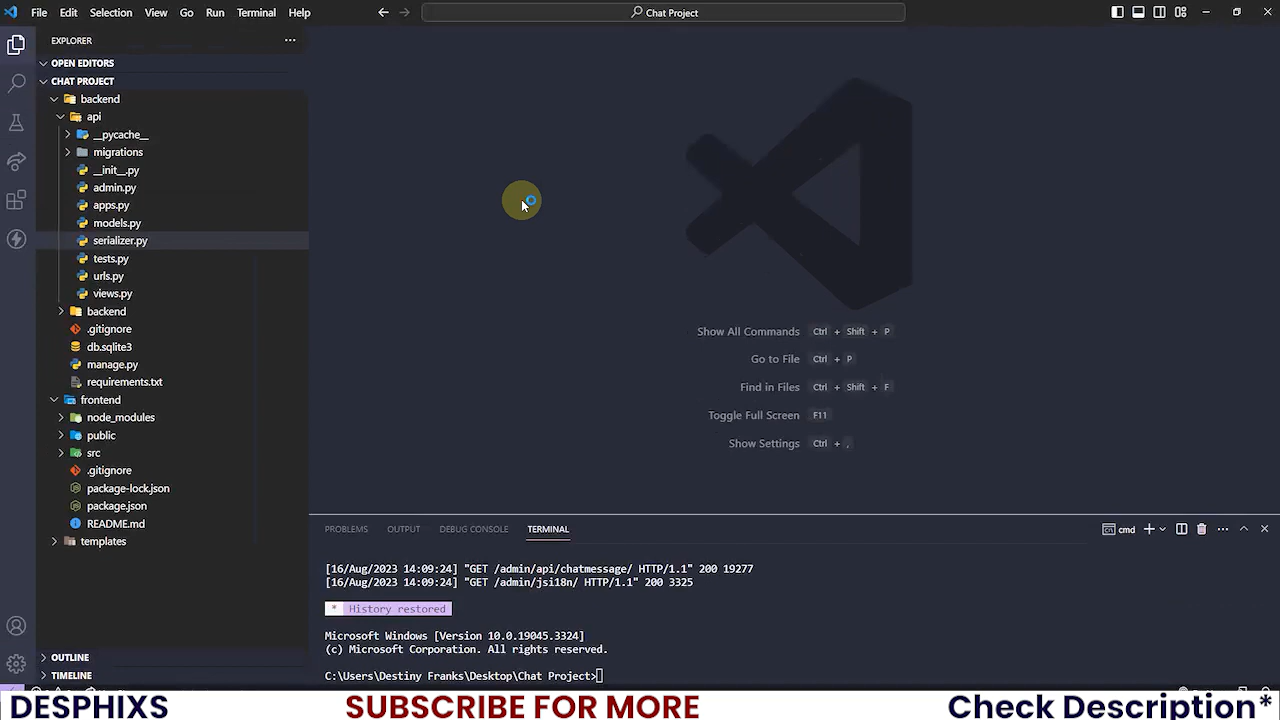 File Edit Selection View Go Run Terminal Help
Chat Project
EXPLORER
OPEN EDITORS
CHAT PROJECT
backend
api
__pycache__
migrations
__init__.py
admin.py
apps.py
models.py
serializer.py
tests.py
urls.py
views.py
backend
.gitignore
db.sqlite3
manage.py
requirements.txt
frontend
node_modules
public
src
.gitignore
package-lock.json
package.json
README.md
templates
OUTLINE
TIMELINE
Show All Commands Ctrl + Shift + P
Go to File Ctrl + P
Find in Files Ctrl + Shift + F
Toggle Full Screen F11
Show Settings Ctrl + ,
PROBLEMS OUTPUT DEBUG CONSOLE TERMINAL
cmd
[16/Aug/2023 14:09:24] "GET /admin/api/chatmessage/ HTTP/1.1" 200 19277
[16/Aug/2023 14:09:24] "GET /admin/jsi18n/ HTTP/1.1" 200 3325
* History restored
Microsoft Windows [Version 10.0.19045.3324]
(c) Microsoft Corporation. All rights reserved.
C:\Users\Destiny Franks\Desktop\Chat Project>
DESPHIXS SUBSCRIBE FOR MORE Check Description*